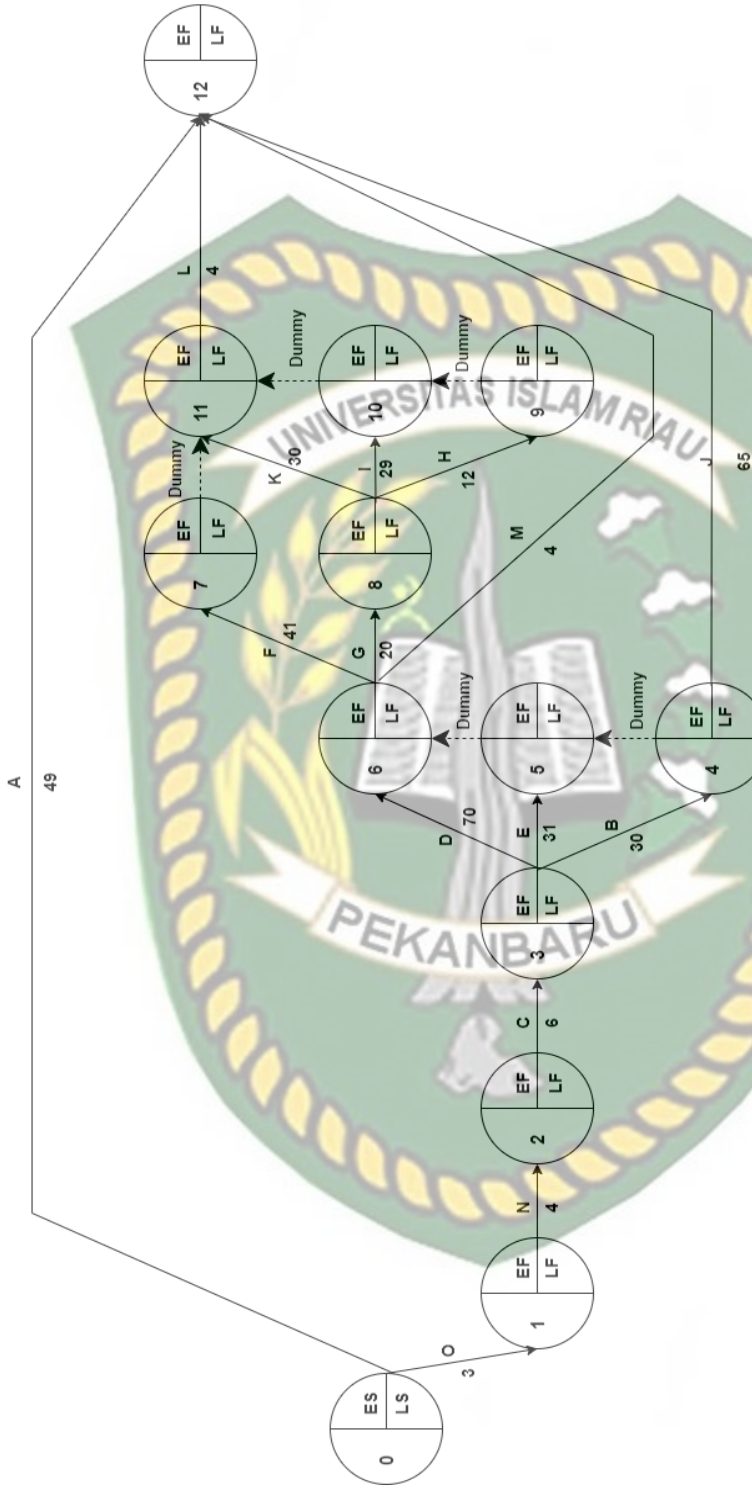 A
49
0
ES
LS
O
3
1
EF
LF
N
4
2
EF
LF
C
6
3
EF
LF
D
70
E
31
B
30
6
EF
LF
Dummy
5
EF
LF
Dummy
4
EF
LF
F
41
G
20
M
4
J
65
7
EF
LF
Dummy
8
EF
LF
K
30
I
29
H
12
11
EF
LF
Dummy
10
EF
LF
Dummy
9
EF
LF
L
4
12
EF
LF
UNIVERSITAS ISLAM RIAU
PEKANBARU